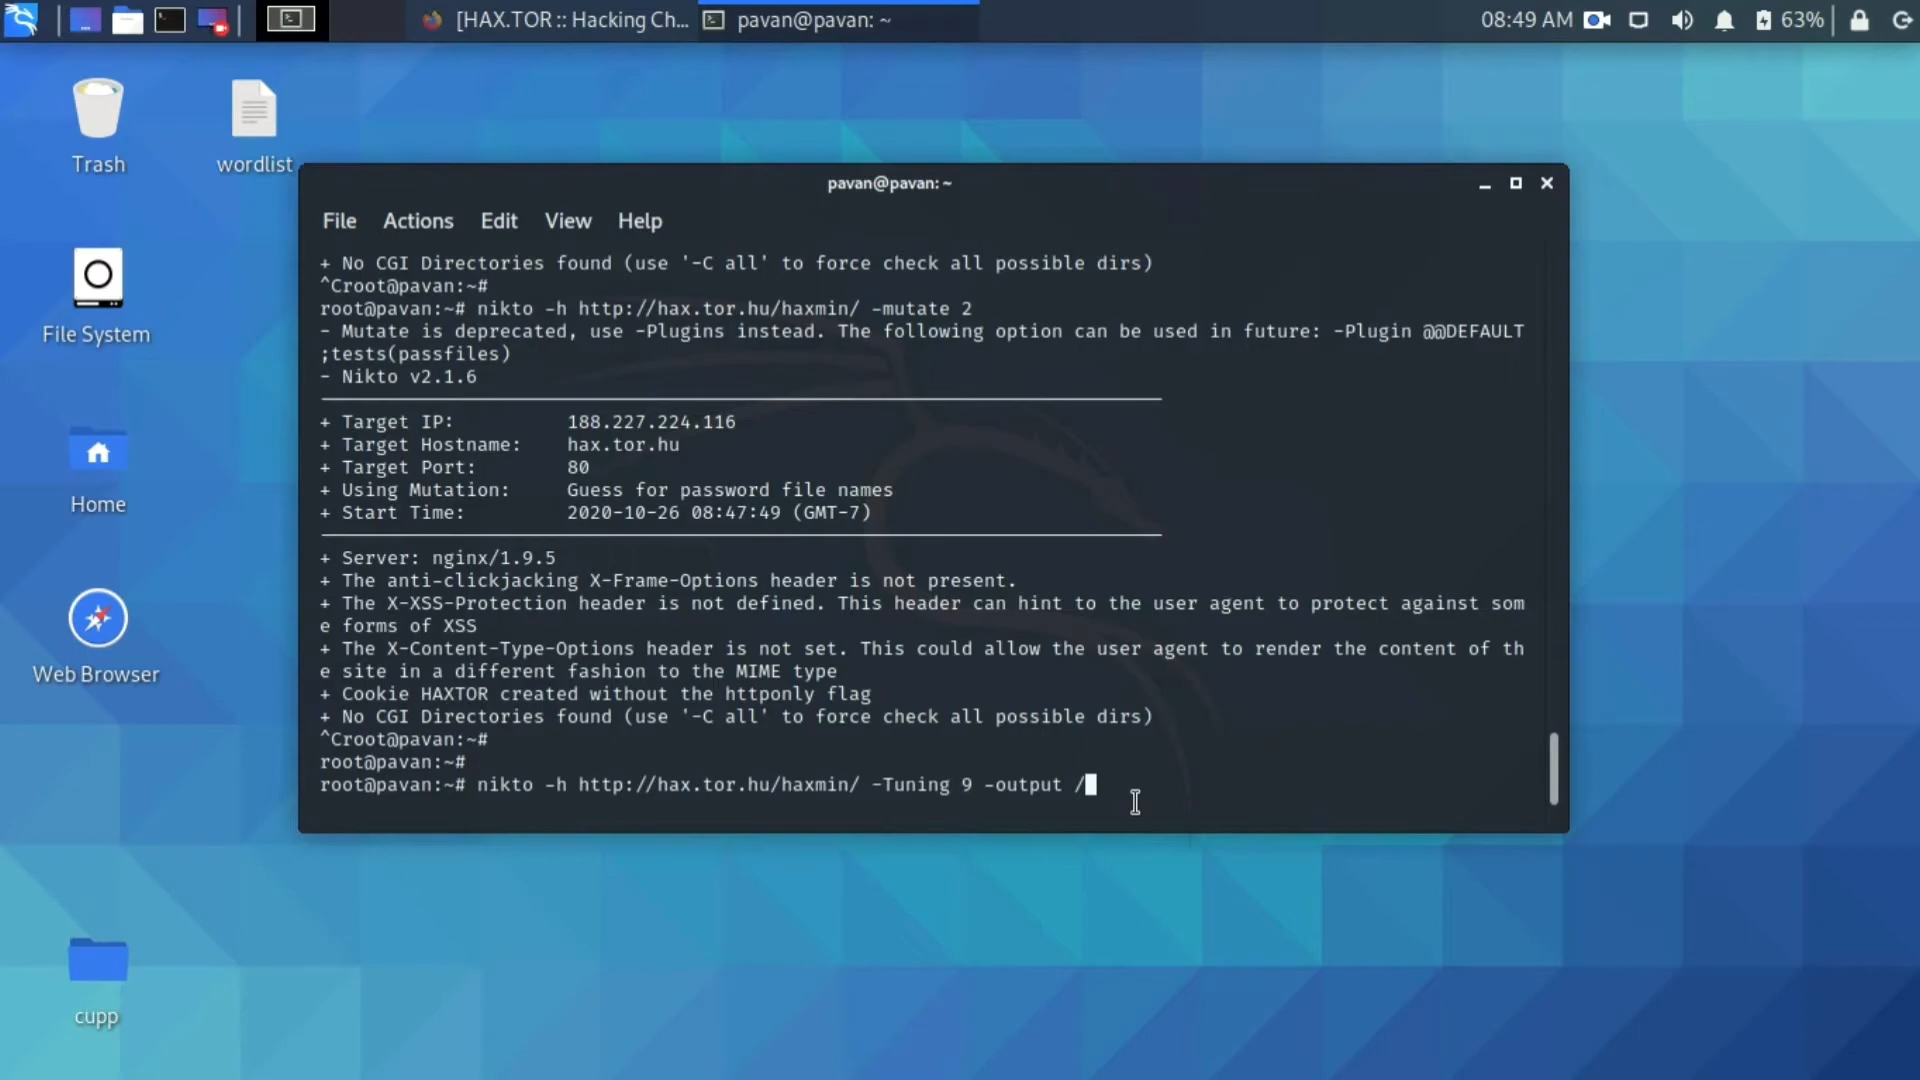 [HAX.TOR :: Hacking Ch...
pavan@pavan: ~
08:49 AM
63%
Trash
wordlist
File System
Home
Web Browser
cupp
pavan@pavan: ~
File Actions Edit View Help
+ No CGI Directories found (use '-C all' to force check all possible dirs)
^Croot@pavan:~#
root@pavan:~# nikto -h http://hax.tor.hu/haxmin/ -mutate 2
- Mutate is deprecated, use -Plugins instead. The following option can be used in future: -Plugin @@DEFAULT
;tests(passfiles)
- Nikto v2.1.6
+ Target IP: 188.227.224.116
+ Target Hostname: hax.tor.hu
+ Target Port: 80
+ Using Mutation: Guess for password file names
+ Start Time: 2020-10-26 08:47:49 (GMT-7)
+ Server: nginx/1.9.5
+ The anti-clickjacking X-Frame-Options header is not present.
+ The X-XSS-Protection header is not defined. This header can hint to the user agent to protect against som
e forms of XSS
+ The X-Content-Type-Options header is not set. This could allow the user agent to render the content of th
e site in a different fashion to the MIME type
+ Cookie HAXTOR created without the httponly flag
+ No CGI Directories found (use '-C all' to force check all possible dirs)
^Croot@pavan:~#
root@pavan:~#
root@pavan:~# nikto -h http://hax.tor.hu/haxmin/ -Tuning 9 -output /